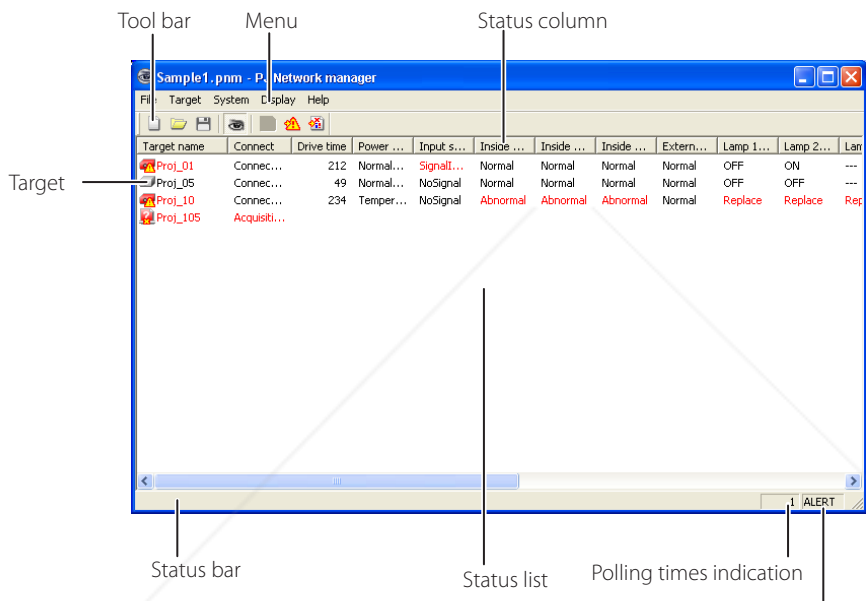 Tool bar Menu Status column
Sample1.pnm - PJ Network manager
File Target System Display Help
Target name Connect Drive time Power ... Input s... Inside ... Inside ... Inside ... Extern... Lamp 1... Lamp 2... Lam
Proj_01 Connec... 212 Normal... SignalI... Normal Normal Normal Normal OFF ON ---
Target
Proj_05 Connec... 49 Normal... NoSignal Normal Normal Normal Normal OFF OFF ---
Proj_10 Connec... 234 Temper... NoSignal Abnormal Abnormal Abnormal Normal Replace Replace Rep
Proj_105 Acquisiti...
1 ALERT
Status bar Status list Polling times indication